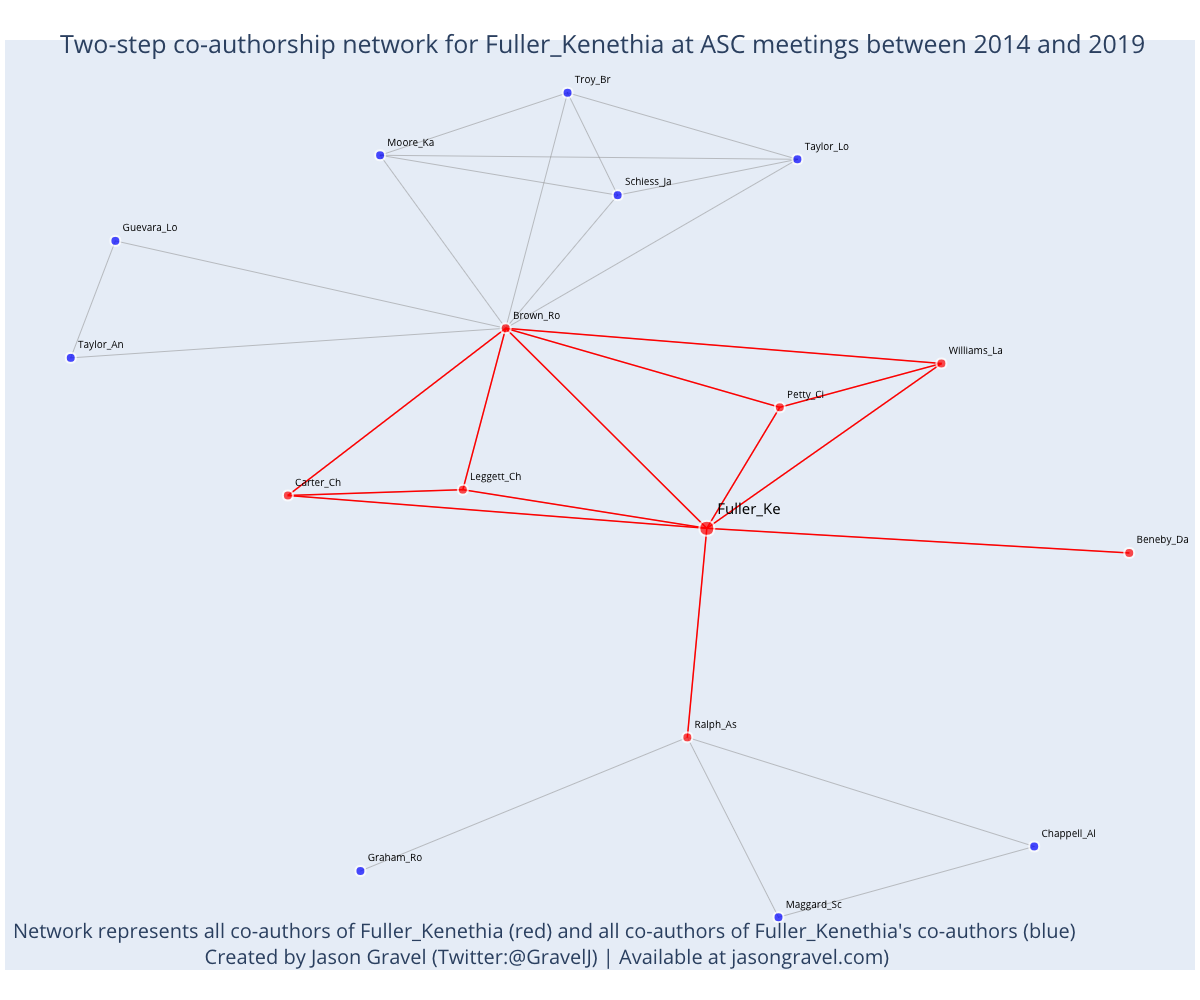 Two-step co-authorship network for Fuller_Kenethia at ASC meetings between 2014 and 2019
Troy_Br
Moore_Ka
Taylor_Lo
Schless_Ja
Guevara_Lo
Brown_Ro
Taylor_An
Williams_La
Petty_Ci
Leggett_Ch
Carter_Ch
Fuller_Ke
Beneby_Da
Ralph_As
Chappell_Al
Graham_Ro
Maggard_Sc
Network represents all co-authors of Fuller_Kenethia (red) and all co-authors of Fuller_Kenethia's co-authors (blue)
Created by Jason Gravel (Twitter:@GravelJ) | Available at jasongravel.com)